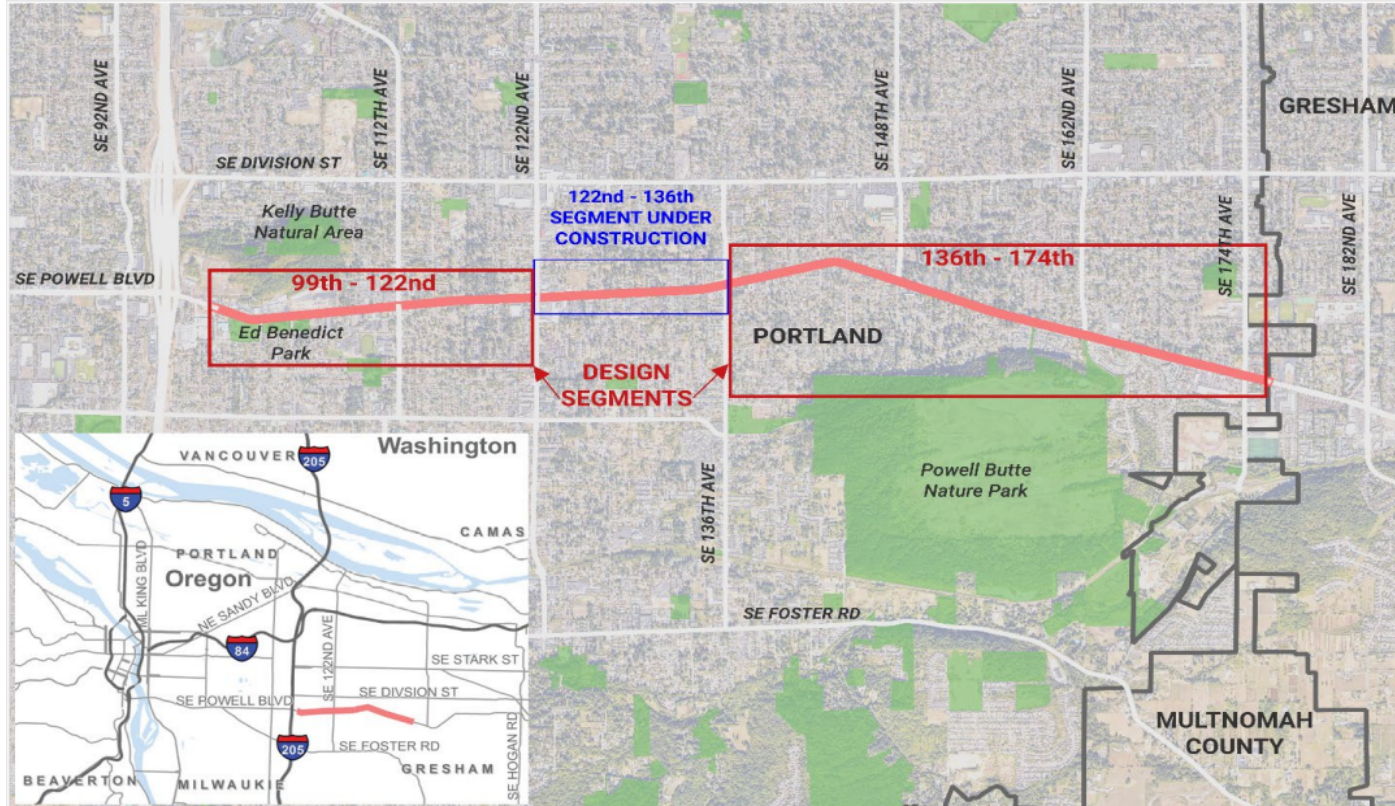 SE 92ND AVE
SE 112TH AVE
SE 122ND AVE
SE 148TH AVE
SE 162ND AVE
GRESHAM
SE DIVISION ST
Kelly Butte
Natural Area
122nd - 136th
SEGMENT UNDER
CONSTRUCTION
SE 174TH AVE
SE 182ND AVE
SE POWELL BLVD
99th - 122nd
136th - 174th
Ed Benedict
Park
PORTLAND
DESIGN
SEGMENTS
SE 136TH AVE
Powell Butte
Nature Park
SE FOSTER RD
MULTNOMAH
COUNTY
Washington
VANCOUVER
205
5
CAMAS
PORTLAND
Oregon
ML KING BLVD
NE SANDY BLVD
84
SE 122ND AVE
SE STARK ST
SE POWELL BLVD
SE DIVSION ST
205
SE FOSTER RD
GRESHAM
SE HOGAN RD
BEAVERTON
MILWAUKIE